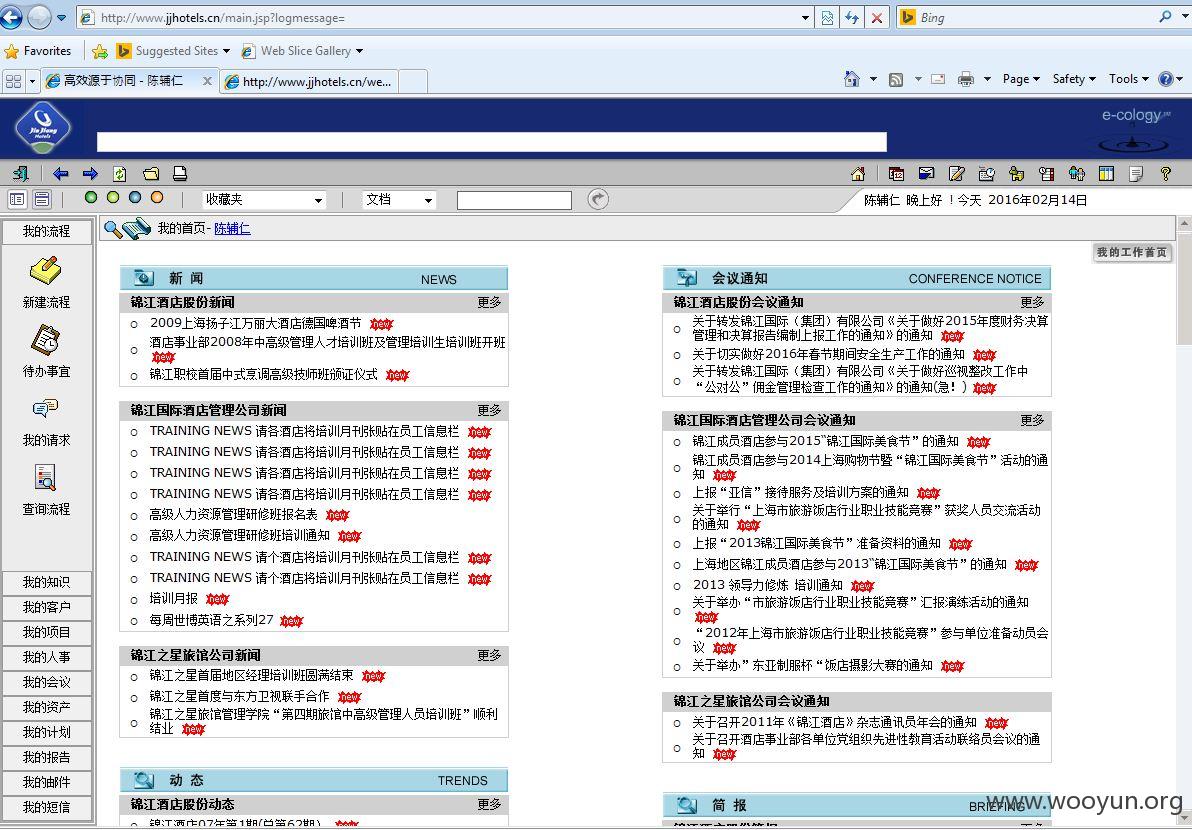 http://www.jjhotels.cn/main.jsp?logmessage=
Bing
Favorites
Suggested Sites
Web Slice Gallery
高效源于协同 - 陈辅仁
http://www.jjhotels.cn/we...
Page
Safety
Tools
Jin Jiang
Hotels
e-cology
收藏夹
文档
陈辅仁 晚上好 ！今天 2016年02月14日
我的流程
新建流程
待办事宜
我的请求
查询流程
我的知识
我的客户
我的项目
我的人事
我的会议
我的资产
我的计划
我的报告
我的邮件
我的短信
我的首页- 陈辅仁
我的工作首页
新 闻 NEWS
锦江酒店股份新闻 更多
2009上海扬子江万丽大酒店德国啤酒节 new
酒店事业部2008年中高级管理人才培训班及管理培训生培训班开班
new
锦江职校首届中式烹调高级技师班颁证仪式 new
锦江国际酒店管理公司新闻 更多
TRAINING NEWS 请各酒店将培训月刊张贴在员工信息栏 new
TRAINING NEWS 请各酒店将培训月刊张贴在员工信息栏 new
TRAINING NEWS 请各酒店将培训月刊张贴在员工信息栏 new
TRAINING NEWS 请各酒店将培训月刊张贴在员工信息栏 new
高级人力资源管理研修班报名表 new
高级人力资源管理研修班培训通知 new
TRAINING NEWS 请个酒店将培训月刊张贴在员工信息栏 new
TRAINING NEWS 请个酒店将培训月刊张贴在员工信息栏 new
培训月报 new
每周世博英语之系列27 new
锦江之星旅馆公司新闻 更多
锦江之星首届地区经理培训班圆满结束 new
锦江之星首度与东方卫视联手合作 new
锦江之星旅馆管理学院“第四期旅馆中高级管理人员培训班”顺利
结业 new
动 态 TRENDS
锦江酒店股份动态 更多
锦江酒店07年第1期(总第62期) new
会议通知 CONFERENCE NOTICE
锦江酒店股份会议通知 更多
关于转发锦江国际（集团）有限公司《关于做好2015年度财务决算
管理和决算报告编制上报工作的通知》的通知 new
关于切实做好2016年春节期间安全生产工作的通知 new
关于转发锦江国际（集团）有限公司《关于做好巡视整改工作中
“公对公”佣金管理检查工作的通知》的通知(急！) new
锦江国际酒店管理公司会议通知 更多
锦江成员酒店参与2015“锦江国际美食节”的通知 new
锦江成员酒店参与2014上海购物节暨“锦江国际美食节”活动的通
知 new
上报“亚信”接待服务及培训方案的通知 new
关于举行“上海市旅游饭店行业职业技能竞赛”获奖人员交流活动
的通知 new
上报“2013锦江国际美食节”准备资料的通知 new
上海地区锦江成员酒店参与2013“锦江国际美食节”的通知 new
2013 领导力修炼 培训通知 new
关于举办“市旅游饭店行业职业技能竞赛”汇报演练活动的通知
new
“2012年上海市旅游饭店行业职业技能竞赛”参与单位准备动员会
议 new
关于举办”东亚制服杯“饭店摄影大赛的通知 new
锦江之星旅馆公司会议通知
关于召开2011年《锦江酒店》杂志通讯员年会的通知 new
关于召开酒店事业部各单位党组织先进性教育活动联络员会议的通
知 new
简 报 BRIEFING
www.wooyun.org